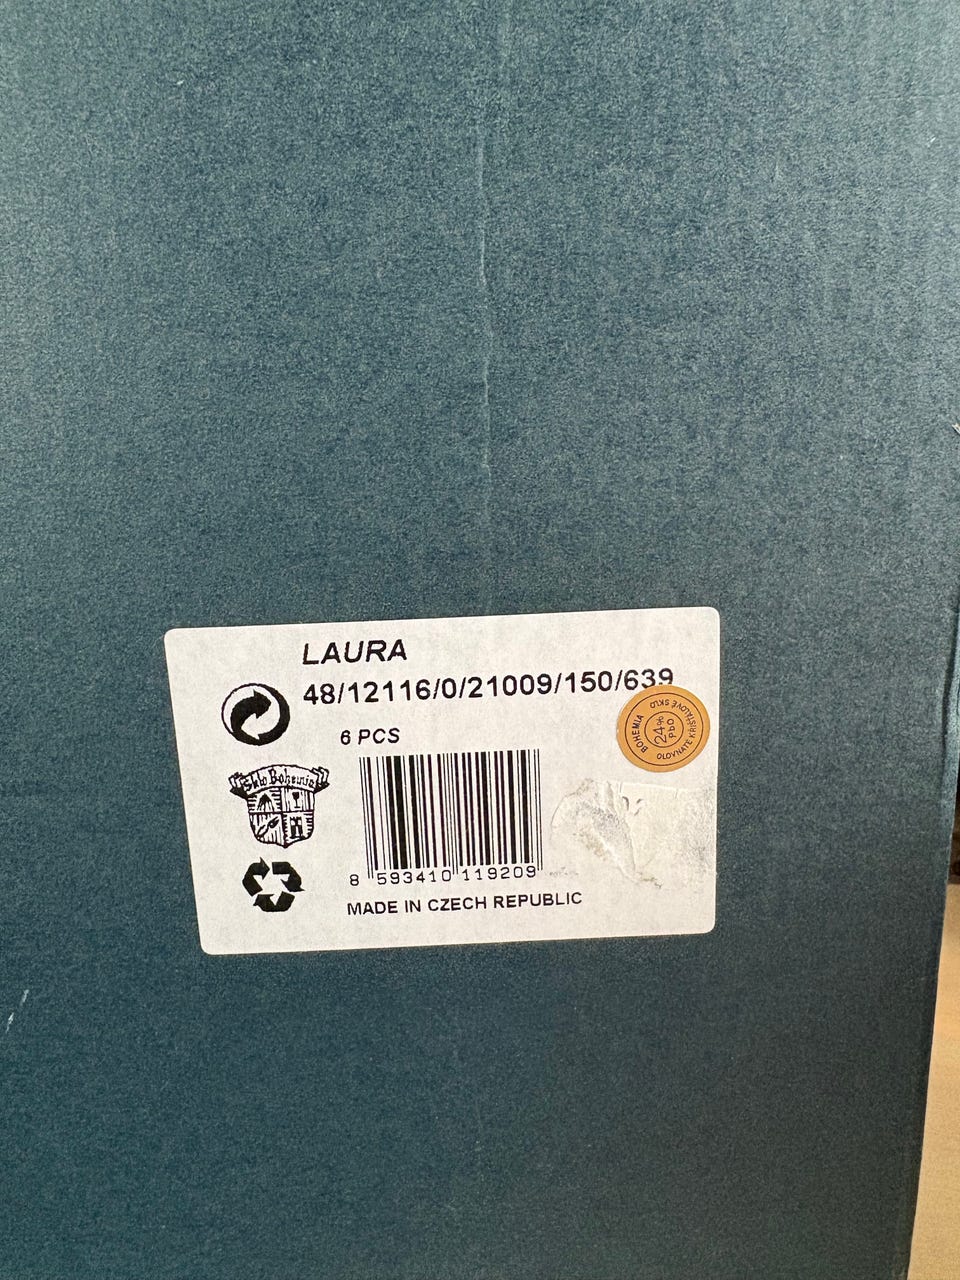 LAURA
48/12116/0/21009/150/639
6 PCS
BOHEMIA
24% PbO
OLOVNATÉ KŘIŠŤÁLOVÉ SKLO
Sklo Bohemia
8 593410 119209
MADE IN CZECH REPUBLIC